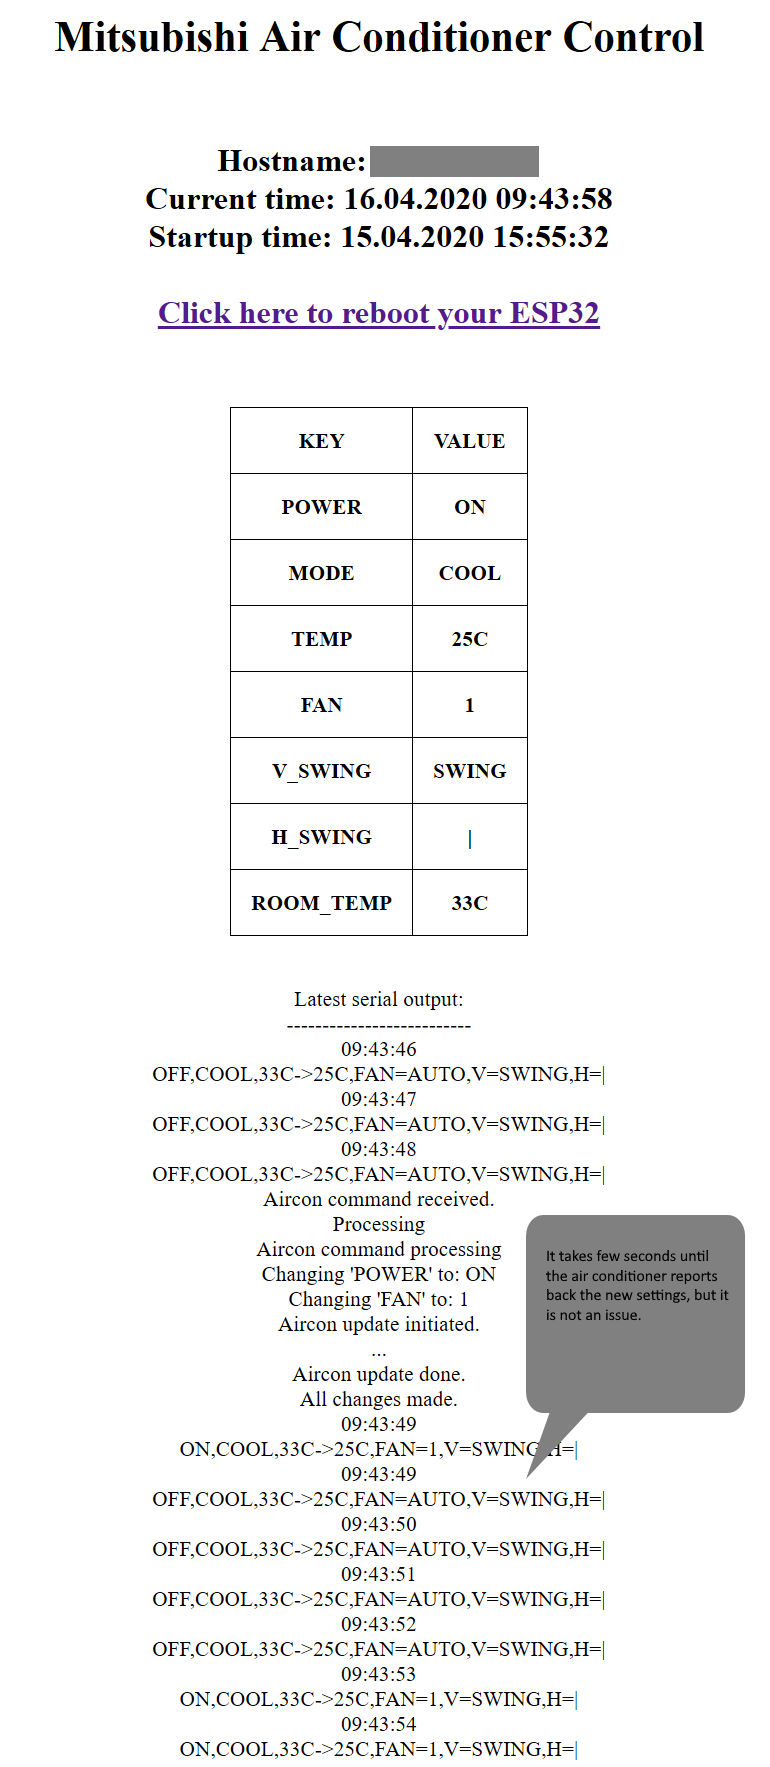 Mitsubishi Air Conditioner Control
Hostname:
Current time: 16.04.2020 09:43:58
Startup time: 15.04.2020 15:55:32
Click here to reboot your ESP32
KEY VALUE
POWER ON
MODE COOL
TEMP 25C
FAN 1
V_SWING SWING
H_SWING |
ROOM_TEMP 33C
Latest serial output:
--------------------------
09:43:46
OFF,COOL,33C->25C,FAN=AUTO,V=SWING,H=|
09:43:47
OFF,COOL,33C->25C,FAN=AUTO,V=SWING,H=|
09:43:48
OFF,COOL,33C->25C,FAN=AUTO,V=SWING,H=|
Aircon command received.
Processing
Aircon command processing
Changing 'POWER' to: ON
Changing 'FAN' to: 1
Aircon update initiated.
...
Aircon update done.
All changes made.
09:43:49
ON,COOL,33C->25C,FAN=1,V=SWING,H=|
09:43:49
OFF,COOL,33C->25C,FAN=AUTO,V=SWING,H=|
09:43:50
OFF,COOL,33C->25C,FAN=AUTO,V=SWING,H=|
09:43:51
OFF,COOL,33C->25C,FAN=AUTO,V=SWING,H=|
09:43:52
OFF,COOL,33C->25C,FAN=AUTO,V=SWING,H=|
09:43:53
ON,COOL,33C->25C,FAN=1,V=SWING,H=|
09:43:54
ON,COOL,33C->25C,FAN=1,V=SWING,H=|
It takes few seconds until
the air conditioner reports
back the new settings, but it
is not an issue.